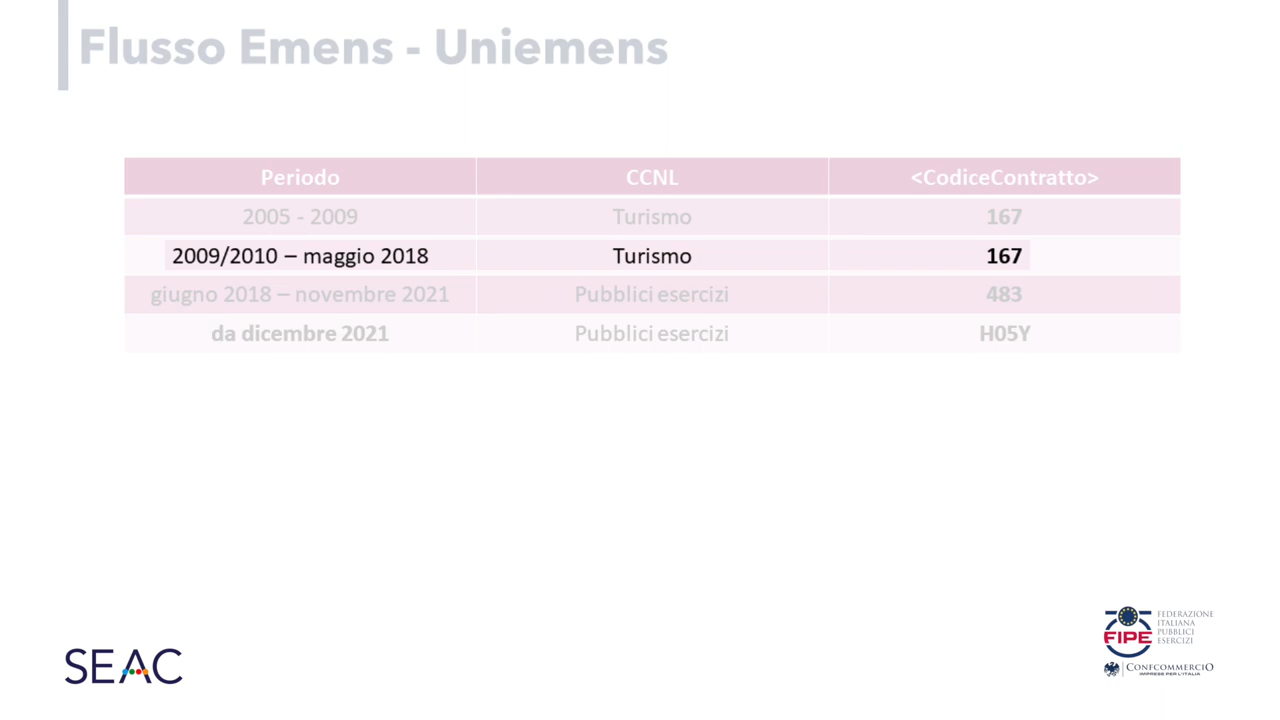 Flusso Emens - Uniemens
Periodo CCNL <CodiceContratto>
2005 - 2009 Turismo 167
2009/2010 – maggio 2018 Turismo 167
giugno 2018 – novembre 2021 Pubblici esercizi 483
da dicembre 2021 Pubblici esercizi H05Y
SEAC
FIPE
FEDERAZIONE
ITALIANA
PUBBLICI
ESERCIZI
CONFCOMMERCIO
IMPRESE PER L'ITALIA